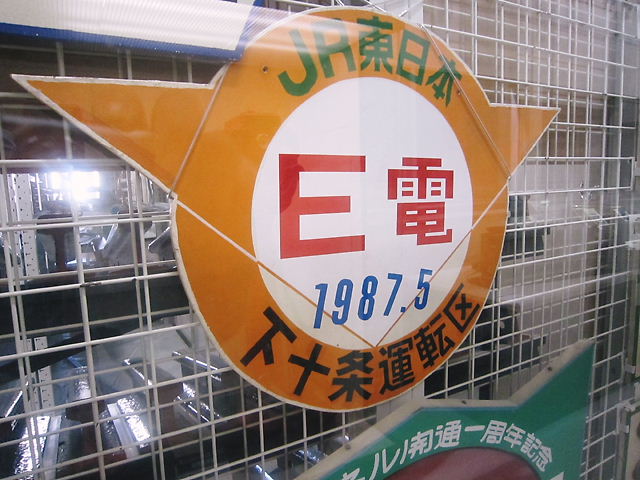 JR東日本
E電
1987.5
下十条運転区
開通一周年記念